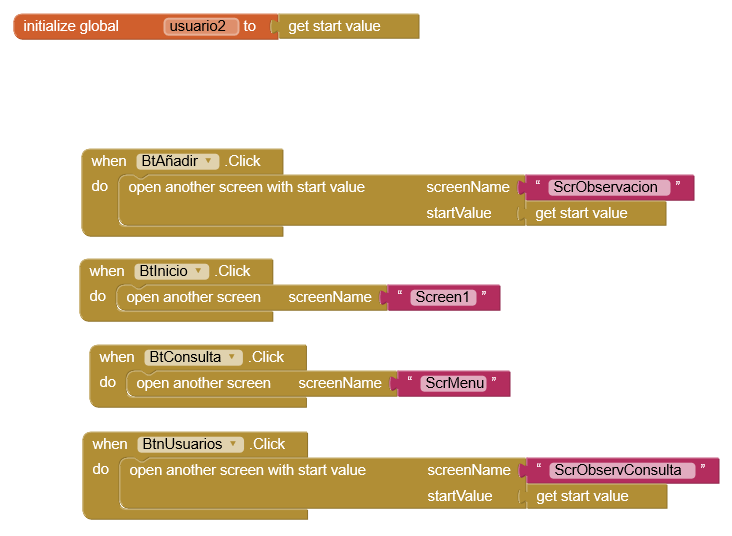 initialize global usuario2 to get start value
when BtAñadir .Click
do open another screen with start value screenName “ ScrObservacion ”
startValue get start value
when BtInicio .Click
do open another screen screenName “ Screen1 ”
when BtConsulta .Click
do open another screen screenName “ ScrMenu ”
when BtnUsuarios .Click
do open another screen with start value screenName “ ScrObservConsulta ”
startValue get start value